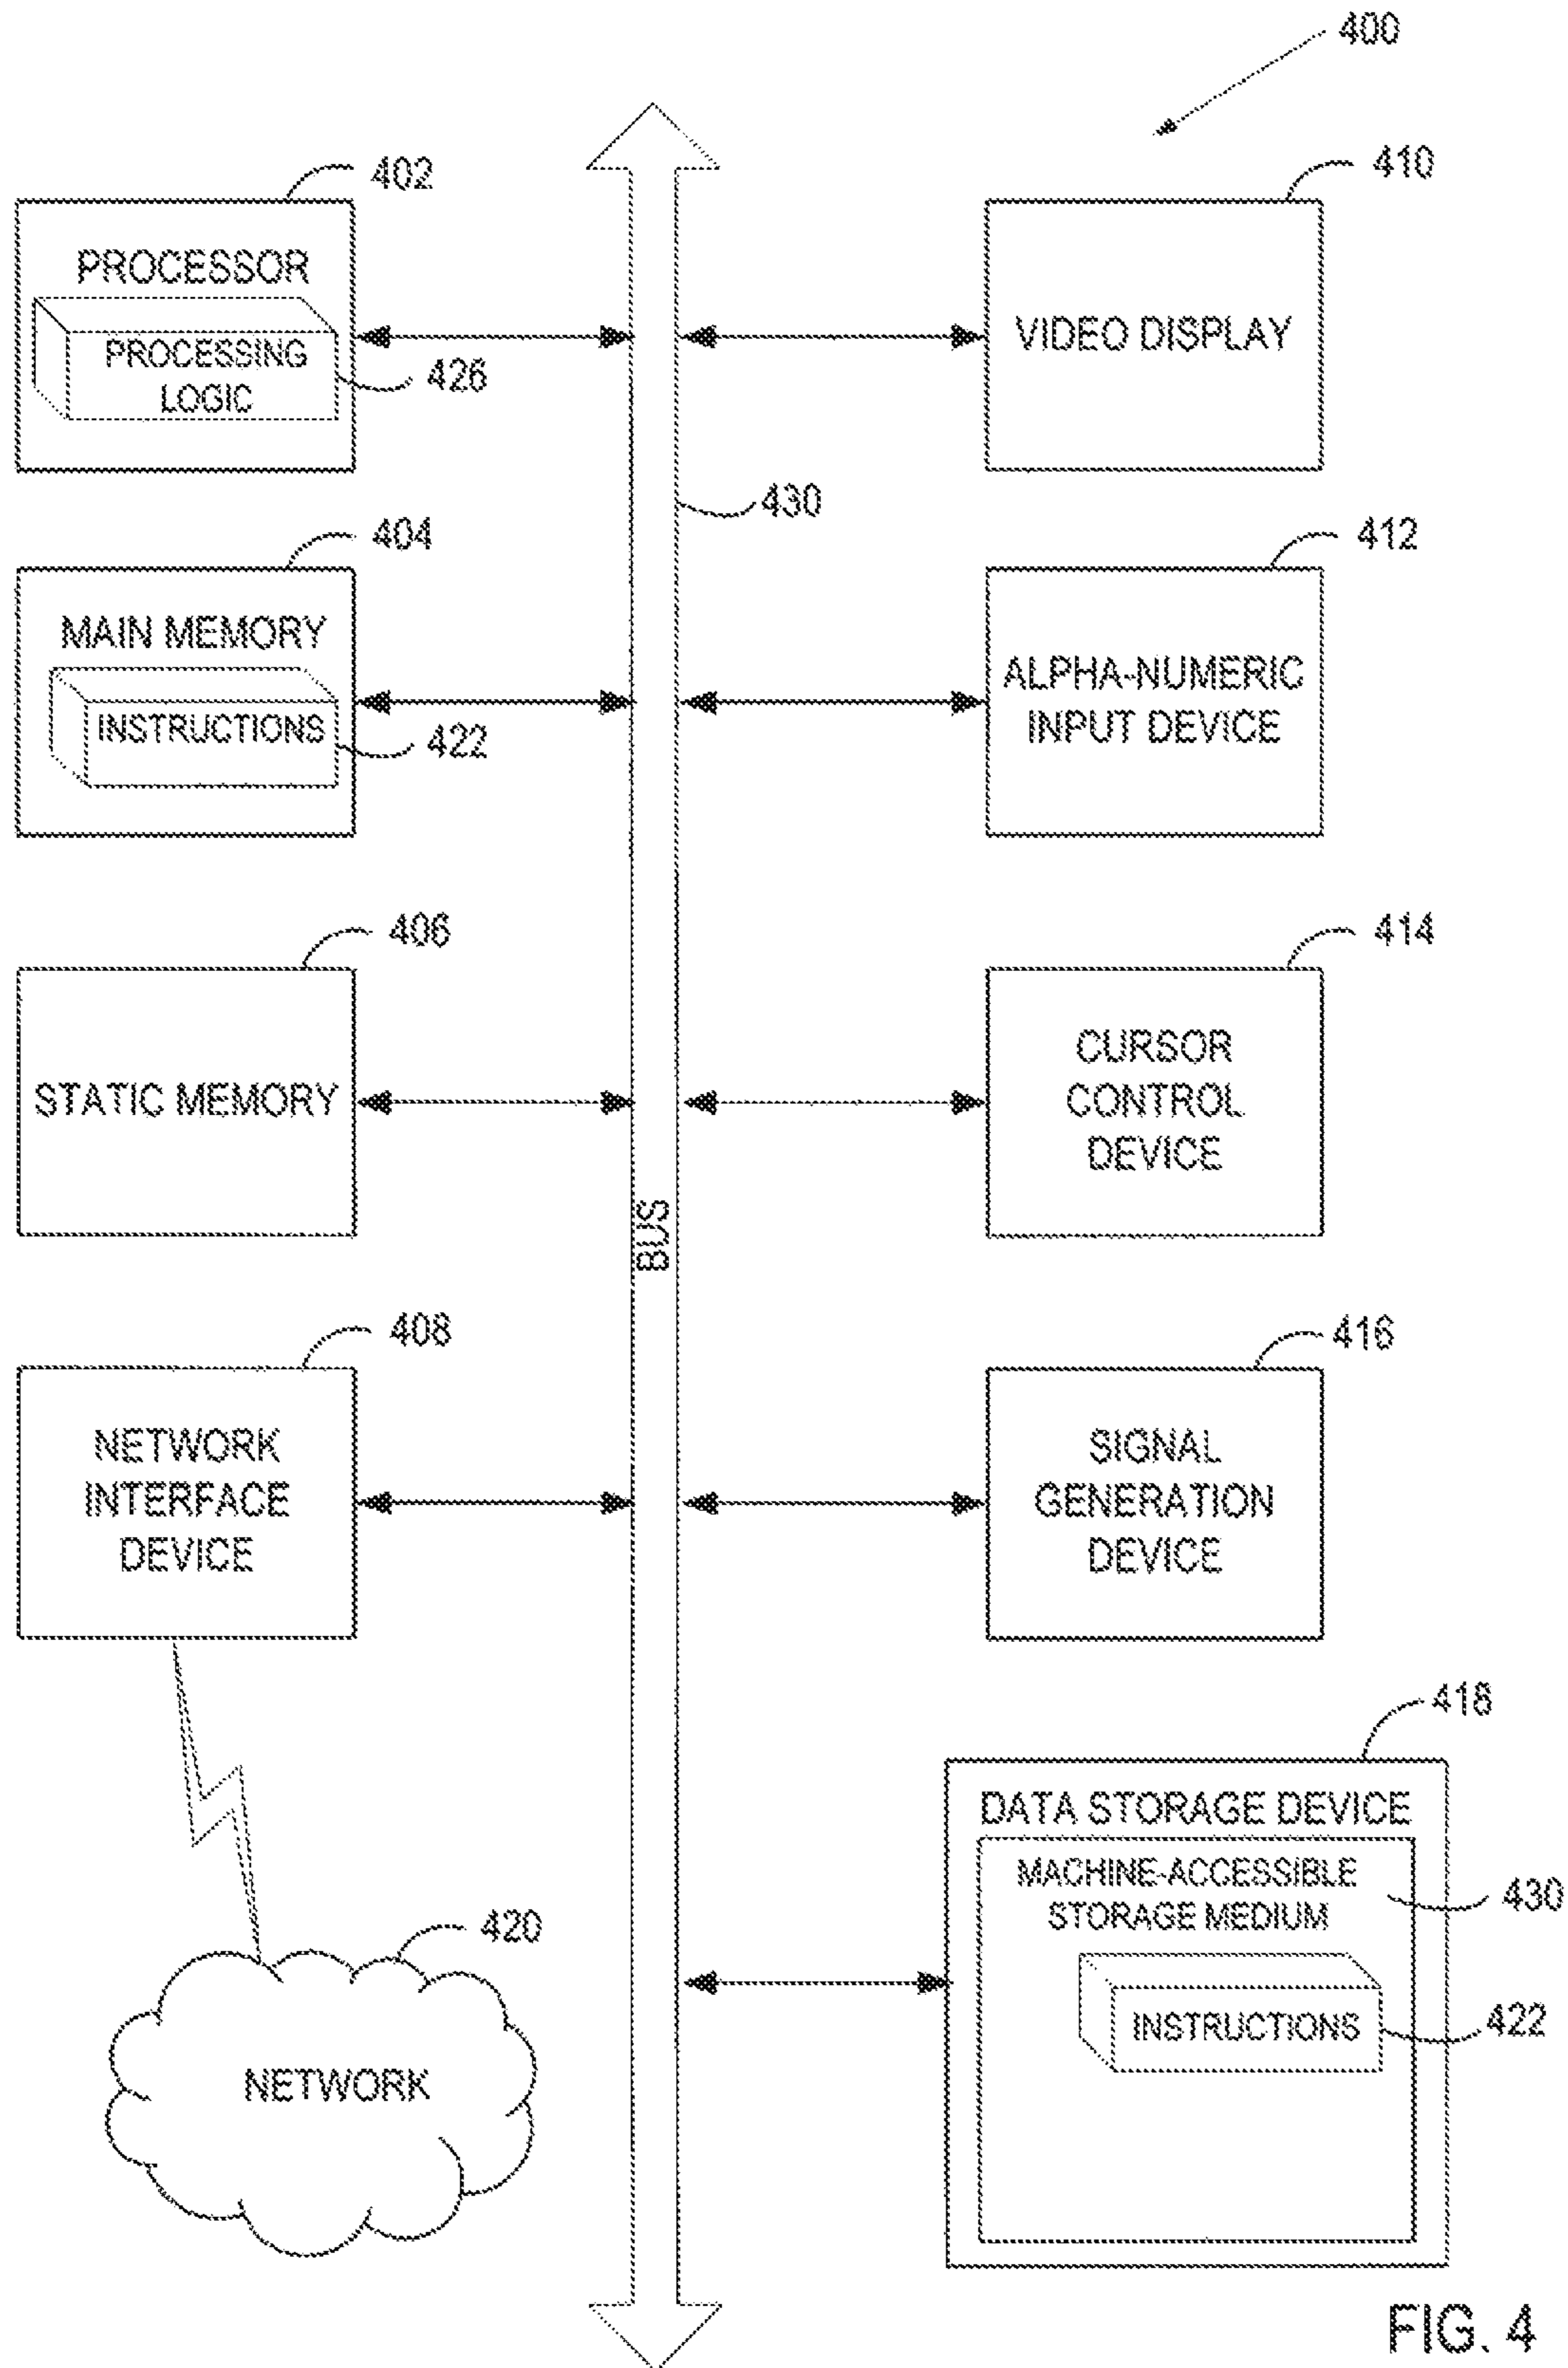 400
402
PROCESSOR
PROCESSING
LOGIC
426
410
VIDEO DISPLAY
430
404
MAIN MEMORY
INSTRUCTIONS
422
412
ALPHA-NUMERIC
INPUT DEVICE
406
STATIC MEMORY
414
CURSOR
CONTROL
DEVICE
BUS
408
NETWORK
INTERFACE
DEVICE
416
SIGNAL
GENERATION
DEVICE
418
DATA STORAGE DEVICE
MACHINE-ACCESSIBLE
STORAGE MEDIUM
430
INSTRUCTIONS
422
420
NETWORK
FIG. 4